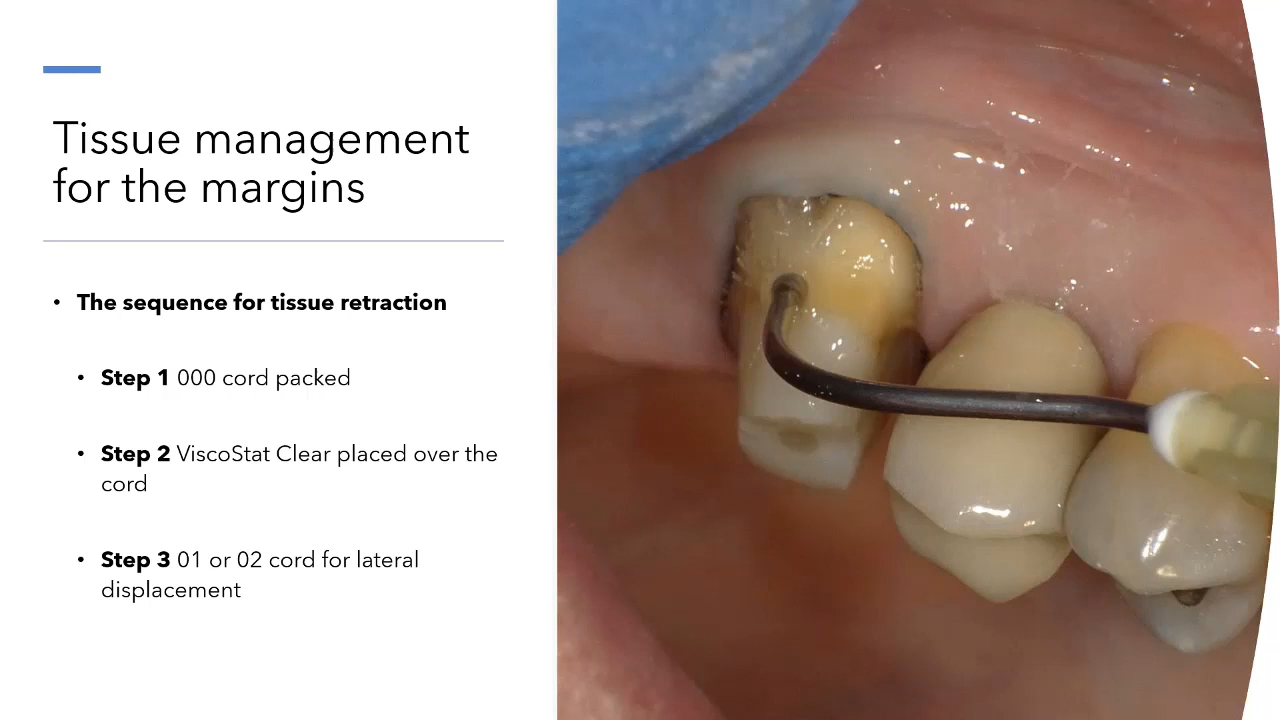 Tissue management
for the margins
• The sequence for tissue retraction
• Step 1 000 cord packed
• Step 2 ViscoStat Clear placed over the
cord
• Step 3 01 or 02 cord for lateral
displacement